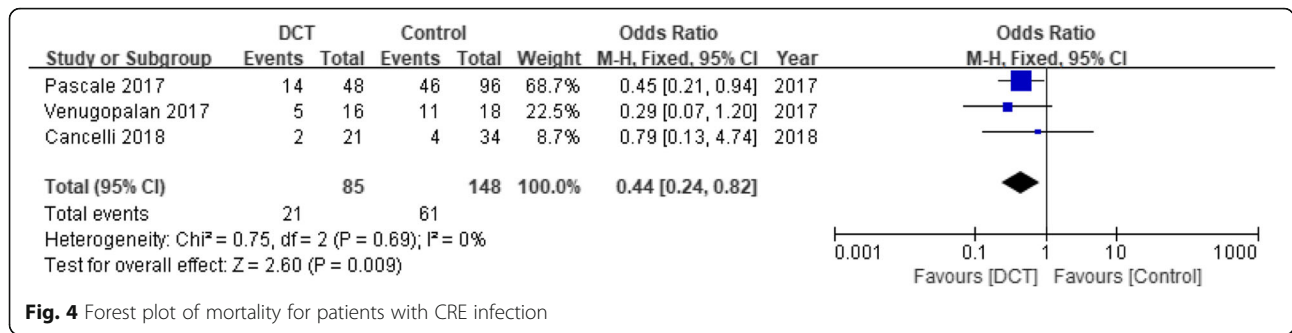 DCT Control Odds Ratio Odds Ratio
Study or Subgroup Events Total Events Total Weight M-H, Fixed, 95% CI Year M-H, Fixed, 95% CI
Pascale 2017 14 48 46 96 68.7% 0.45 [0.21, 0.94] 2017
Venugopalan 2017 5 16 11 18 22.5% 0.29 [0.07, 1.20] 2017
Cancelli 2018 2 21 4 34 8.7% 0.79 [0.13, 4.74] 2018
Total (95% CI) 85 148 100.0% 0.44 [0.24, 0.82]
Total events 21 61
Heterogeneity: Chi² = 0.75, df = 2 (P = 0.69); I² = 0%
Test for overall effect: Z = 2.60 (P = 0.009)
0.001 0.1 1 10 1000
Favours [DCT] Favours [Control]
Fig. 4 Forest plot of mortality for patients with CRE infection